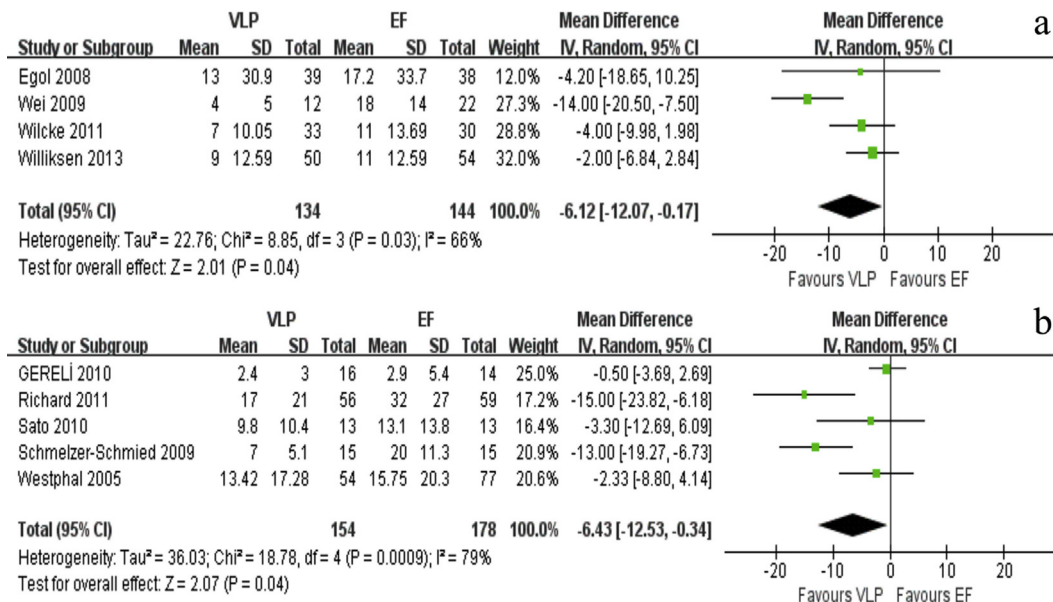 a
VLP EF Mean Difference Mean Difference
Study or Subgroup Mean SD Total Mean SD Total Weight IV, Random, 95% CI IV, Random, 95% CI
Egol 2008 13 30.9 39 17.2 33.7 38 12.0% -4.20 [-18.65, 10.25]
Wei 2009 4 5 12 18 14 22 27.3% -14.00 [-20.50, -7.50]
Wilcke 2011 7 10.05 33 11 13.69 30 28.8% -4.00 [-9.98, 1.98]
Williksen 2013 9 12.59 50 11 12.59 54 32.0% -2.00 [-6.84, 2.84]
Total (95% CI) 134 144 100.0% -6.12 [-12.07, -0.17]
Heterogeneity: Tau² = 22.76; Chi² = 8.85, df = 3 (P = 0.03); I² = 66%
Test for overall effect: Z = 2.01 (P = 0.04)
-20 -10 0 10 20
Favours VLP Favours EF
b
VLP EF Mean Difference Mean Difference
Study or Subgroup Mean SD Total Mean SD Total Weight IV, Random, 95% CI IV, Random, 95% CI
GERELİ 2010 2.4 3 16 2.9 5.4 14 25.0% -0.50 [-3.69, 2.69]
Richard 2011 17 21 56 32 27 59 17.2% -15.00 [-23.82, -6.18]
Sato 2010 9.8 10.4 13 13.1 13.8 13 16.4% -3.30 [-12.69, 6.09]
Schmelzer-Schmied 2009 7 5.1 15 20 11.3 15 20.9% -13.00 [-19.27, -6.73]
Westphal 2005 13.42 17.28 54 15.75 20.3 77 20.6% -2.33 [-8.80, 4.14]
Total (95% CI) 154 178 100.0% -6.43 [-12.53, -0.34]
Heterogeneity: Tau² = 36.03; Chi² = 18.78, df = 4 (P = 0.0009); I² = 79%
Test for overall effect: Z = 2.07 (P = 0.04)
-20 -10 0 10 20
Favours VLP Favours EF